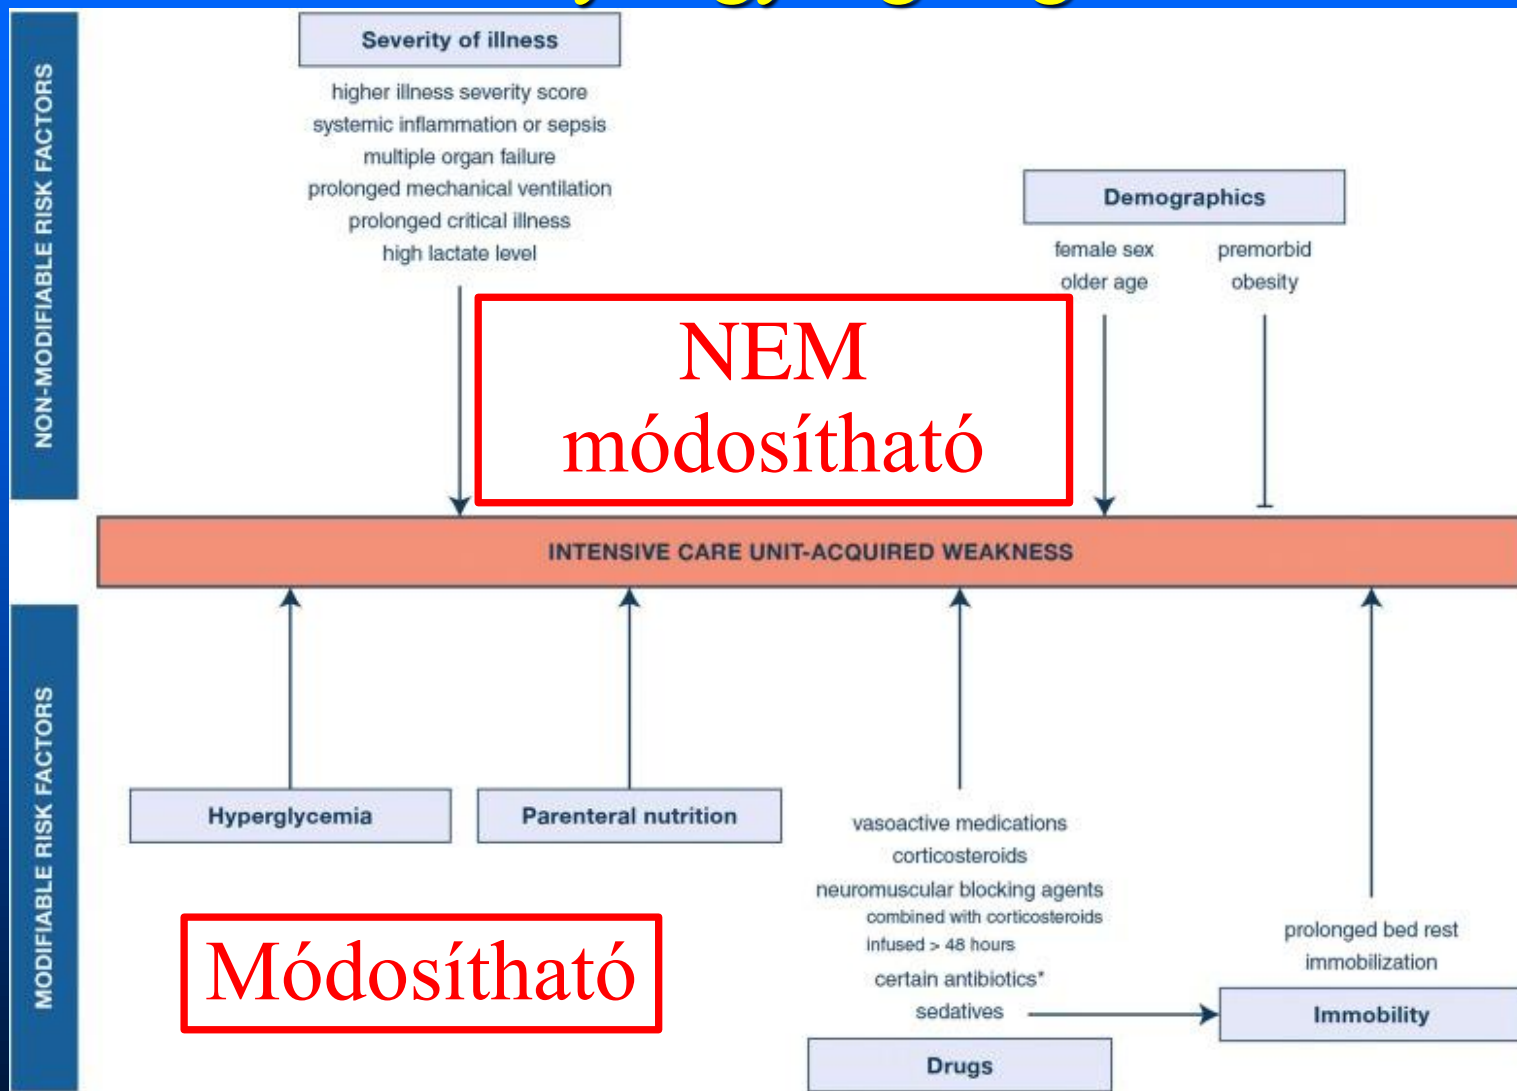 NON-MODIFIABLE RISK FACTORS
Severity of illness
higher illness severity score
systemic inflammation or sepsis
multiple organ failure
prolonged mechanical ventilation
prolonged critical illness
high lactate level
Demographics
female sex
older age
premorbid
obesity
NEM
módosítható
INTENSIVE CARE UNIT-ACQUIRED WEAKNESS
MODIFIABLE RISK FACTORS
Hyperglycemia
Parenteral nutrition
Módosítható
vasoactive medications
corticosteroids
neuromuscular blocking agents
combined with corticosteroids
infused > 48 hours
certain antibiotics*
sedatives
Drugs
prolonged bed rest
immobilization
Immobility